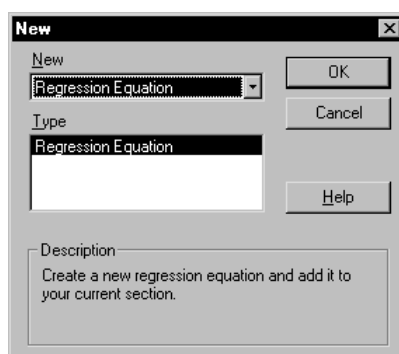 New
New
Regression Equation
Type
Regression Equation
OK
Cancel
Help
Description
Create a new regression equation and add it to
your current section.